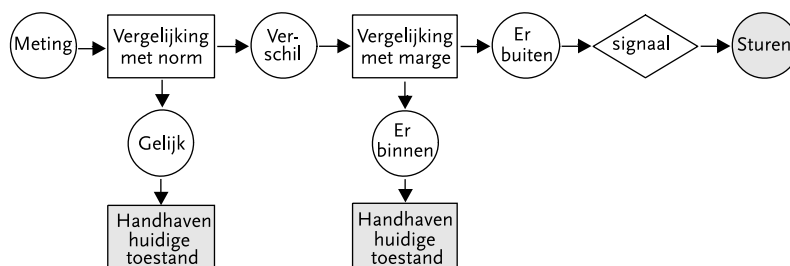 Meting
Vergelijking
met norm
Ver-
schil
Vergelijking
met marge
Er
buiten
signaal
Sturen
Gelijk
Er
binnen
Handhaven
huidige
toestand
Handhaven
huidige
toestand